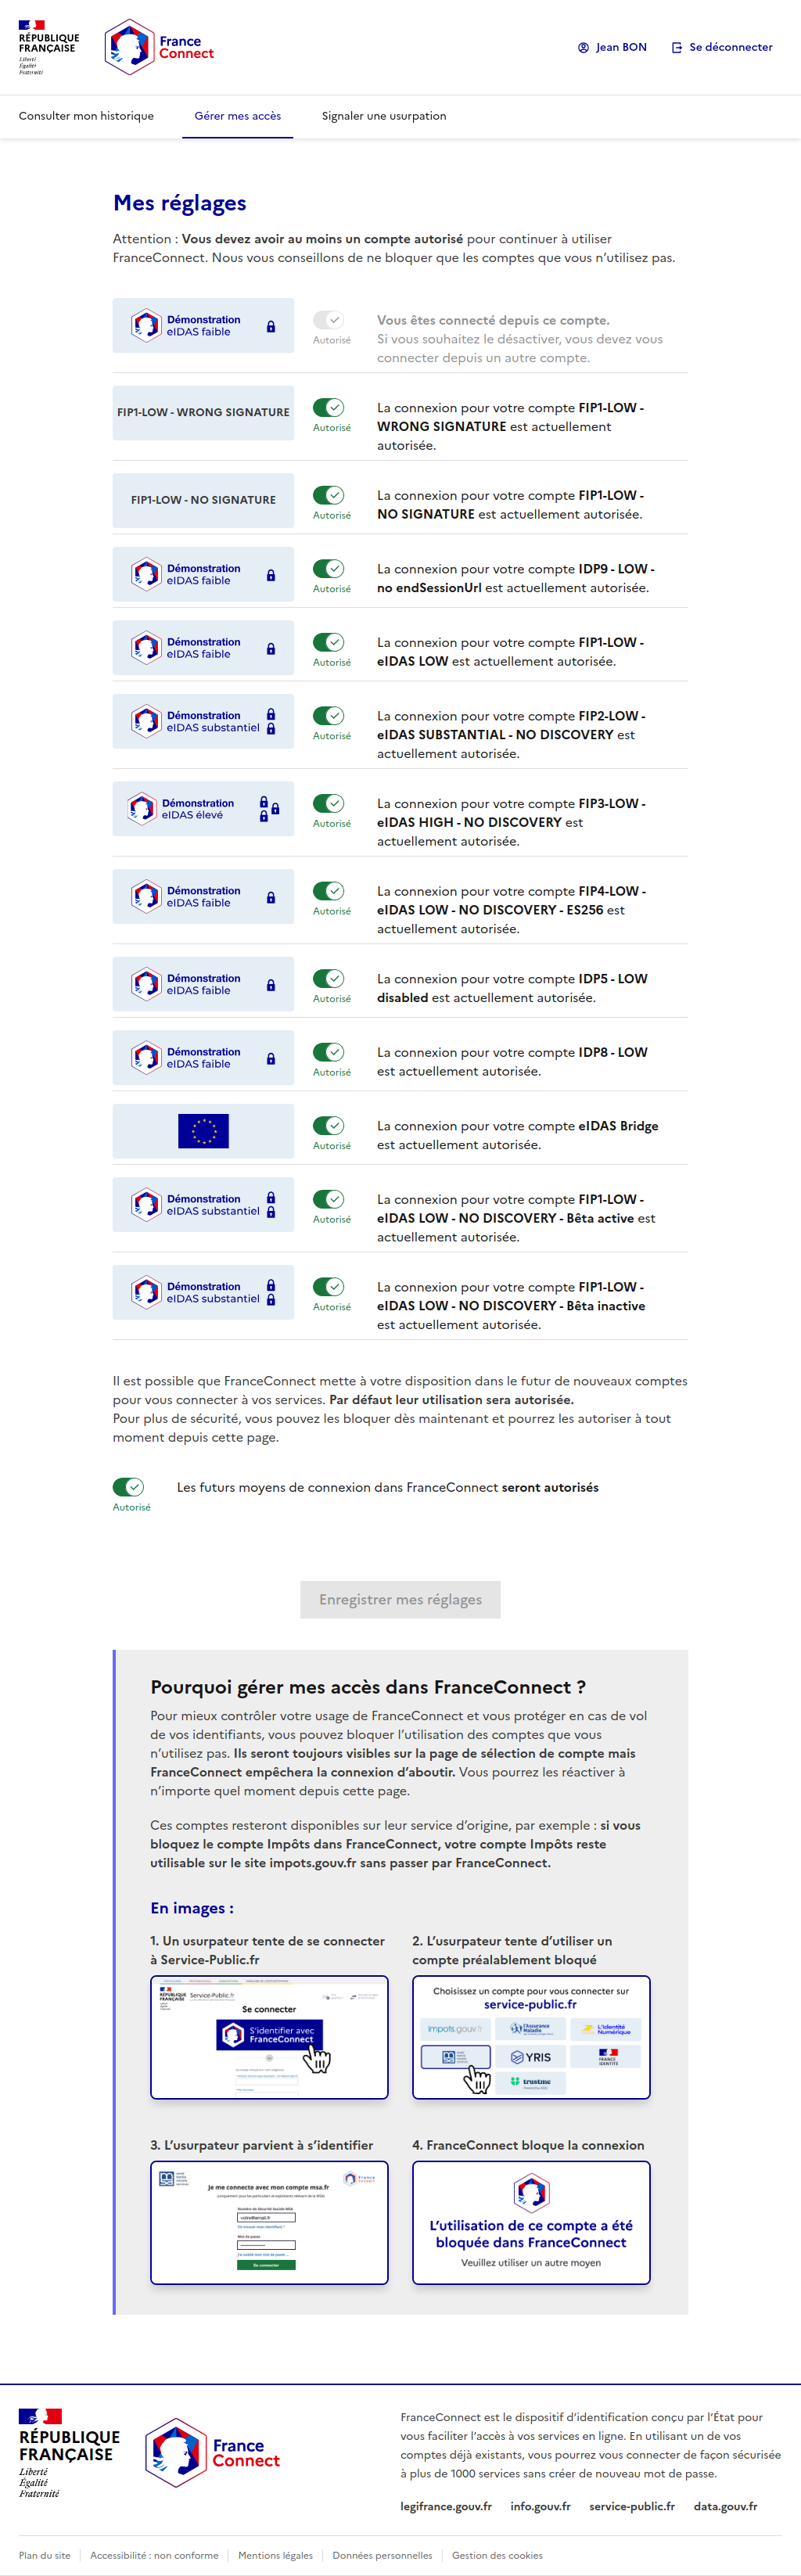 RÉPUBLIQUE
FRANÇAISE
Liberté
Égalité
Fraternité
France
Connect
Jean BON
Se déconnecter
Consulter mon historique
Gérer mes accès
Signaler une usurpation
Mes réglages
Attention : Vous devez avoir au moins un compte autorisé pour continuer à utiliser
FranceConnect. Nous vous conseillons de ne bloquer que les comptes que vous n’utilisez pas.
Démonstration
eIDAS faible
Autorisé
Vous êtes connecté depuis ce compte.
Si vous souhaitez le désactiver, vous devez vous
connecter depuis un autre compte.
FIP1-LOW - WRONG SIGNATURE
Autorisé
La connexion pour votre compte FIP1-LOW -
WRONG SIGNATURE est actuellement
autorisée.
FIP1-LOW - NO SIGNATURE
Autorisé
La connexion pour votre compte FIP1-LOW -
NO SIGNATURE est actuellement autorisée.
Démonstration
eIDAS faible
Autorisé
La connexion pour votre compte IDP9 - LOW -
no endSessionUrl est actuellement autorisée.
Démonstration
eIDAS faible
Autorisé
La connexion pour votre compte FIP1-LOW -
eIDAS LOW est actuellement autorisée.
Démonstration
eIDAS substantiel
Autorisé
La connexion pour votre compte FIP2-LOW -
eIDAS SUBSTANTIAL - NO DISCOVERY est
actuellement autorisée.
Démonstration
eIDAS élevé
Autorisé
La connexion pour votre compte FIP3-LOW -
eIDAS HIGH - NO DISCOVERY est
actuellement autorisée.
Démonstration
eIDAS faible
Autorisé
La connexion pour votre compte FIP4-LOW -
eIDAS LOW - NO DISCOVERY - ES256 est
actuellement autorisée.
Démonstration
eIDAS faible
Autorisé
La connexion pour votre compte IDP5 - LOW
disabled est actuellement autorisée.
Démonstration
eIDAS faible
Autorisé
La connexion pour votre compte IDP8 - LOW
est actuellement autorisée.
Autorisé
La connexion pour votre compte eIDAS Bridge
est actuellement autorisée.
Démonstration
eIDAS substantiel
Autorisé
La connexion pour votre compte FIP1-LOW -
eIDAS LOW - NO DISCOVERY - Bêta active est
actuellement autorisée.
Démonstration
eIDAS substantiel
Autorisé
La connexion pour votre compte FIP1-LOW -
eIDAS LOW - NO DISCOVERY - Bêta inactive
est actuellement autorisée.
Il est possible que FranceConnect mette à votre disposition dans le futur de nouveaux comptes
pour vous connecter à vos services. Par défaut leur utilisation sera autorisée.
Pour plus de sécurité, vous pouvez les bloquer dès maintenant et pourrez les autoriser à tout
moment depuis cette page.
Autorisé
Les futurs moyens de connexion dans FranceConnect seront autorisés
Enregistrer mes réglages
Pourquoi gérer mes accès dans FranceConnect ?
Pour mieux contrôler votre usage de FranceConnect et vous protéger en cas de vol
de vos identifiants, vous pouvez bloquer l’utilisation des comptes que vous
n’utilisez pas. Ils seront toujours visibles sur la page de sélection de compte mais
FranceConnect empêchera la connexion d’aboutir. Vous pourrez les réactiver à
n’importe quel moment depuis cette page.
Ces comptes resteront disponibles sur leur service d’origine, par exemple : si vous
bloquez le compte Impôts dans FranceConnect, votre compte Impôts reste
utilisable sur le site impots.gouv.fr sans passer par FranceConnect.
En images :
1. Un usurpateur tente de se connecter
à Service-Public.fr
RÉPUBLIQUE
FRANÇAISE
Service-Public.fr
Se connecter
S’identifier avec
FranceConnect
2. L’usurpateur tente d’utiliser un
compte préalablement bloqué
Choisissez un compte pour vous connecter sur
service-public.fr
impots.gouv.fr
l’Assurance
Maladie
L’Identité
Numérique
YRIS
FRANCE
IDENTITÉ
trustme
3. L’usurpateur parvient à s’identifier
Je me connecte avec mon compte msa.fr
Numéro de Sécurité Sociale MSA
votre@email.fr
Mot de passe
Se connecter
4. FranceConnect bloque la connexion
L’utilisation de ce compte a été
bloquée dans FranceConnect
Veuillez utiliser un autre moyen
RÉPUBLIQUE
FRANÇAISE
Liberté
Égalité
Fraternité
France
Connect
FranceConnect est le dispositif d’identification conçu par l’État pour
vous faciliter l’accès à vos services en ligne. En utilisant un de vos
comptes déjà existants, vous pourrez vous connecter de façon sécurisée
à plus de 1000 services sans créer de nouveau mot de passe.
legifrance.gouv.fr
info.gouv.fr
service-public.fr
data.gouv.fr
Plan du site
Accessibilité : non conforme
Mentions légales
Données personnelles
Gestion des cookies